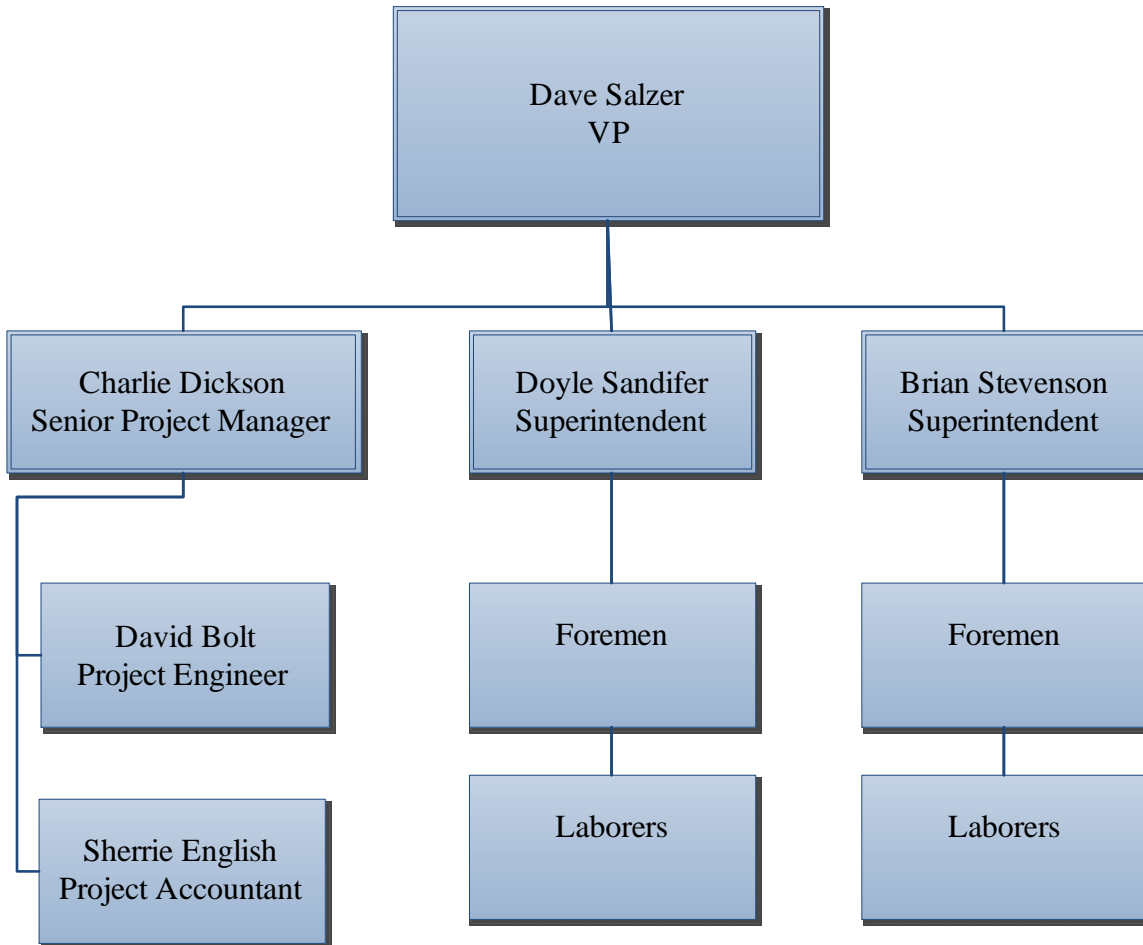 Dave Salzer
VP
Charlie Dickson
Senior Project Manager
Doyle Sandifer
Superintendent
Brian Stevenson
Superintendent
David Bolt
Project Engineer
Foremen
Foremen
Sherrie English
Project Accountant
Laborers
Laborers